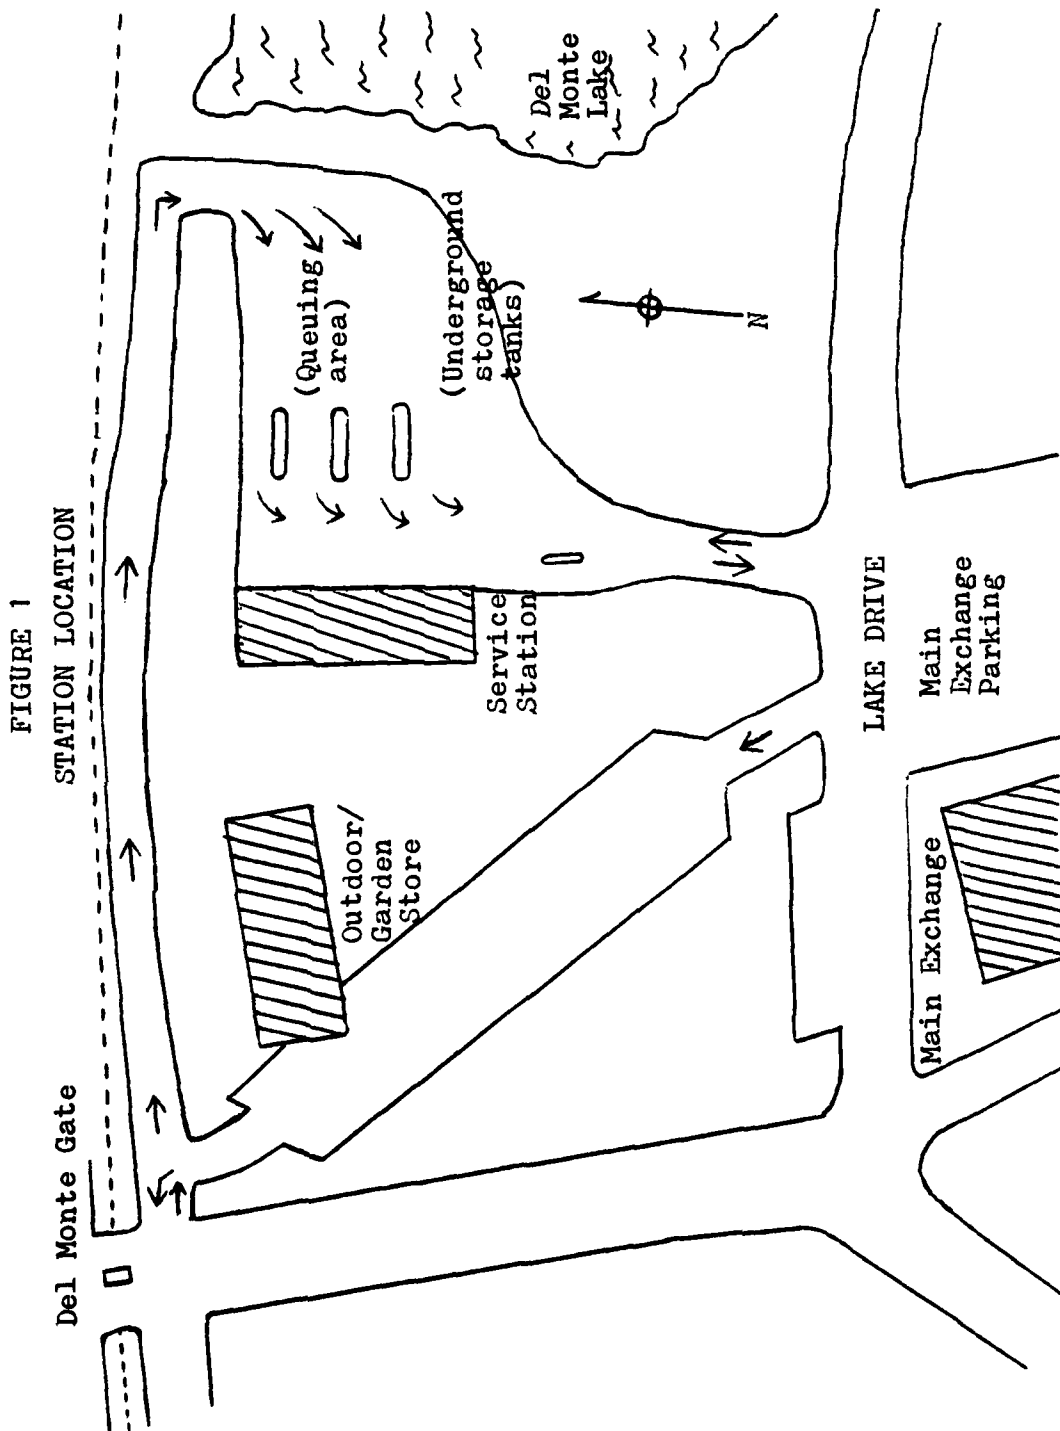 FIGURE 1
STATION LOCATION
Del Monte Gate
Del
Monte
Lake
(Queuing
area)
(Underground
storage
tanks)
N
Service
Station
Outdoor/
Garden
Store
LAKE DRIVE
Main
Exchange
Parking
Main Exchange